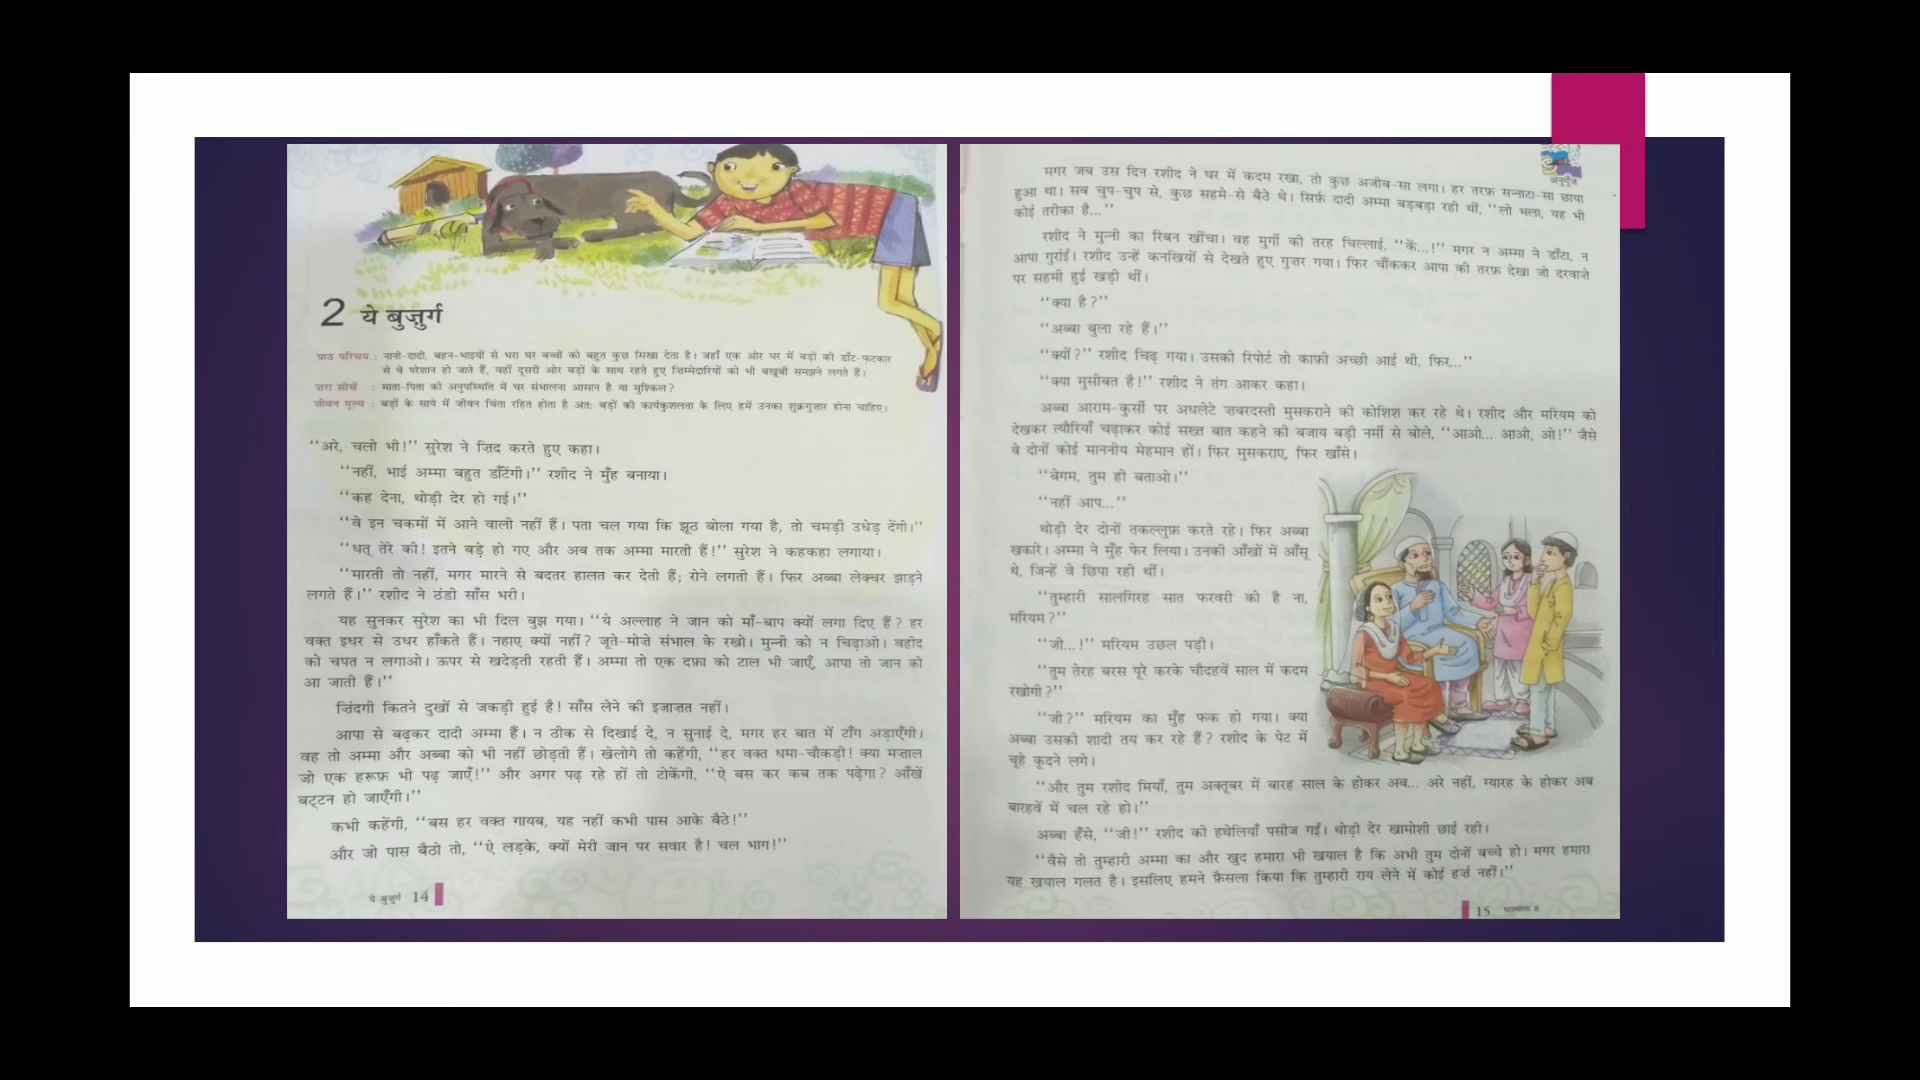 2 ये बुज़ुर्ग
पाठ परिचय : नानी-दादी, बहन-भाइयों से भरा घर बच्चों को बहुत कुछ सिखा देता है। जहाँ एक ओर घर में बड़ों की डाँट-फटकार
से वे परेशान हो जाते हैं, वहीं दूसरी ओर बड़ों के साथ रहते हुए ज़िम्मेदारियों को भी बखूबी समझने लगते हैं।
ज़रा सोचें : माता-पिता की अनुपस्थिति में घर संभालना आसान है या मुश्किल?
जीवन मूल्य : बड़ों के साये में जीवन चिंता रहित होता है अत: बड़ों की कार्यकुशलता के लिए हमें उनका शुक्रगुज़ार होना चाहिए।
‘‘अरे, चलो भी!’’ सुरेश ने ज़िद करते हुए कहा।
‘‘नहीं, भाई अम्मा बहुत डाँटेंगी।’’ रशीद ने मुँह बनाया।
‘‘कह देना, थोड़ी देर हो गई।’’
‘‘वे इन चकमों में आने वाली नहीं हैं। पता चल गया कि झूठ बोला गया है, तो चमड़ी उधेड़ देंगी।’’
‘‘धत् तेरे की! इतने बड़े हो गए और अब तक अम्मा मारती हैं!’’ सुरेश ने कहकहा लगाया।
‘‘मारती तो नहीं, मगर मारने से बदतर हालत कर देती हैं; रोने लगती हैं। फिर अब्बा लेक्चर झाड़ने
लगते हैं।’’ रशीद ने ठंडी साँस भरी।
यह सुनकर सुरेश का भी दिल बुझ गया। ‘‘ये अल्लाह ने जान को माँ-बाप क्यों लगा दिए हैं? हर
वक्त इधर से उधर हाँकते हैं। नहाए क्यों नहीं? जूते-मोज़े संभाल के रखो। मुन्नी को न चिढ़ाओ। वहीद
को चपत न लगाओ। ऊपर से खदेड़ती रहती हैं। अम्मा तो एक दफ़ा को टाल भी जाएँ, आपा तो जान को
आ जाती हैं।’’
ज़िंदगी कितने दुखों से जकड़ी हुई है! साँस लेने की इजाज़त नहीं।
आपा से बढ़कर दादी अम्मा हैं। न ठीक से दिखाई दे, न सुनाई दे, मगर हर बात में टाँग अड़ाएँगी।
वह तो अम्मा और अब्बा को भी नहीं छोड़ती हैं। खेलोगे तो कहेंगी, ‘‘हर वक्त धमा-चौकड़ी! क्या मजाल
जो एक हरूफ़ भी पढ़ जाएँ!’’ और अगर पढ़ रहे हों तो टोकेंगी, ‘‘ऐ बस कर कब तक पढ़ेगा? आँखें
बट्टन हो जाएँगी।’’
कभी कहेंगी, ‘‘बस हर वक्त गायब, यह नहीं कभी पास आके बैठे!’’
और जो पास बैठो तो, ‘‘ऐ लड़के, क्यों मेरी जान पर सवार है! चल भाग!’’
ये बुज़ुर्ग 14
अनुगूँज
मगर जब उस दिन रशीद ने घर में कदम रखा, तो कुछ अजीब-सा लगा। हर तरफ़ सन्नाटा-सा छाया
हुआ था। सब चुप-चुप से, कुछ सहमे-से बैठे थे। सिर्फ़ दादी अम्मा बड़बड़ा रही थीं, ‘‘लो भला, यह भी
कोई तरीका है...’’
रशीद ने मुन्नी का रिबन खींचा। वह मुर्गी की तरह चिल्लाई, ‘‘कें...!’’ मगर न अम्मा ने डाँटा, न
आपा गुर्राईं। रशीद उन्हें कनखियों से देखते हुए गुज़र गया। फिर चौंककर आपा की तरफ़ देखा जो दरवाज़े
पर सहमी हुई खड़ी थीं।
‘‘क्या है?’’
‘‘अब्बा बुला रहे हैं।’’
‘‘क्यों?’’ रशीद चिढ़ गया। उसकी रिपोर्ट तो काफ़ी अच्छी आई थी, फिर...’’
‘‘क्या मुसीबत है!’’ रशीद ने तंग आकर कहा।
अब्बा आराम-कुर्सी पर अधलेटे ज़बरदस्ती मुसकराने की कोशिश कर रहे थे। रशीद और मरियम को
देखकर त्यौरियाँ चढ़ाकर कोई सख्त बात कहने की बजाय बड़ी नर्मी से बोले, ‘‘आओ... आओ, ओ!’’ जैसे
वे दोनों कोई माननीय मेहमान हों। फिर मुसकराए, फिर खाँसे।
‘‘बेगम, तुम ही बताओ।’’
‘‘नहीं आप...’’
थोड़ी देर दोनों तकल्लुफ़ करते रहे। फिर अब्बा
खकारे। अम्मा ने मुँह फेर लिया। उनकी आँखों में आँसू
थे, जिन्हें वे छिपा रही थीं।
‘‘तुम्हारी सालगिरह सात फरवरी को है ना,
मरियम?’’
‘‘जी...!’’ मरियम उछल पड़ी।
‘‘तुम तेरह बरस पूरे करके चौदहवें साल में कदम
रखोगी?’’
‘‘जी?’’ मरियम का मुँह फक हो गया। क्या
अब्बा उसकी शादी तय कर रहे हैं? रशीद के पेट में
चूहे कूदने लगे।
‘‘और तुम रशीद मियाँ, तुम अक्तूबर में बारह साल के होकर अब... अरे नहीं, ग्यारह के होकर अब
बारहवें में चल रहे हो।’’
अब्बा हँसे, ‘‘जी!’’ रशीद की हथेलियाँ पसीज गईं। थोड़ी देर खामोशी छाई रही।
‘‘वैसे तो तुम्हारी अम्मा का और खुद हमारा भी खयाल है कि अभी तुम दोनों बच्चे हो। मगर हमारा
यह खयाल गलत है। इसलिए हमने फ़ैसला किया कि तुम्हारी राय लेने में कोई हर्ज नहीं।’’
15